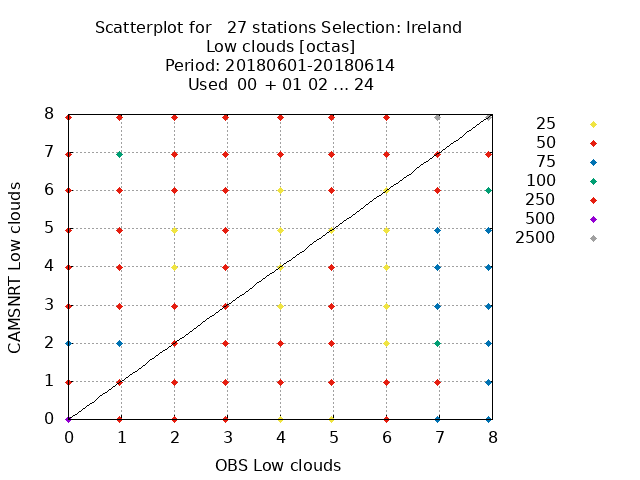 Scatterplot for   27 stations Selection: Ireland
Low clouds [octas]
Period: 20180601-20180614
Used  00 + 01 02 ... 24
8
7
6
5
4
3
2
1
0
CAMSNRT Low clouds
0 1 2 3 4 5 6 7 8
OBS Low clouds
25
50
75
100
250
500
2500